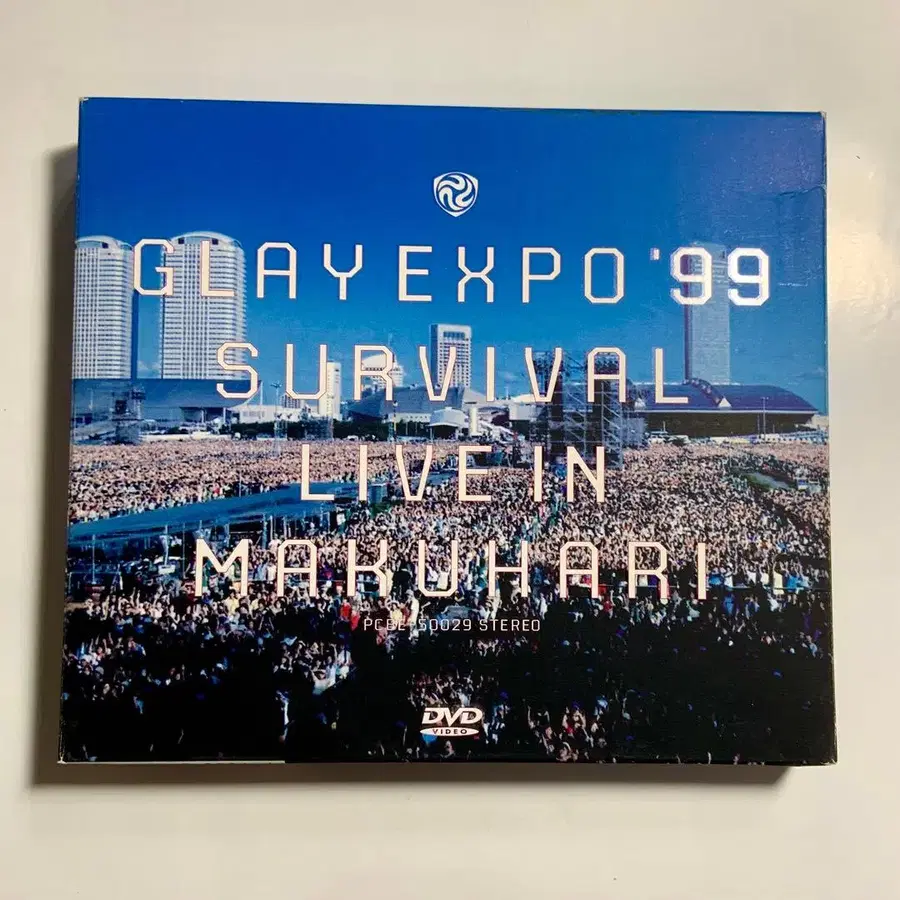 GLAY EXPO '99
SURVIVAL
LIVE IN
MAKUHARI
PCBE-50029 STEREO
DVD
VIDEO